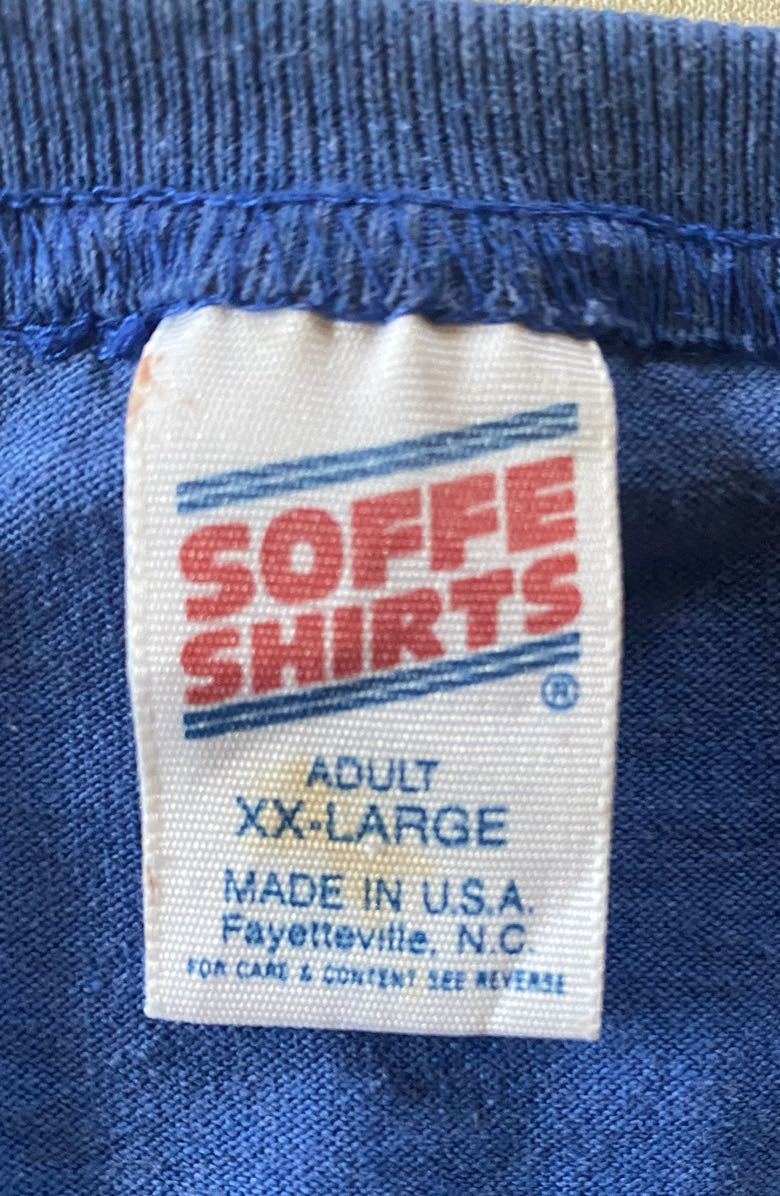 SOFFE
SHIRTS
®
ADULT
XX-LARGE
MADE IN U.S.A.
Fayetteville, N.C.
FOR CARE & CONTENT SEE REVERSE